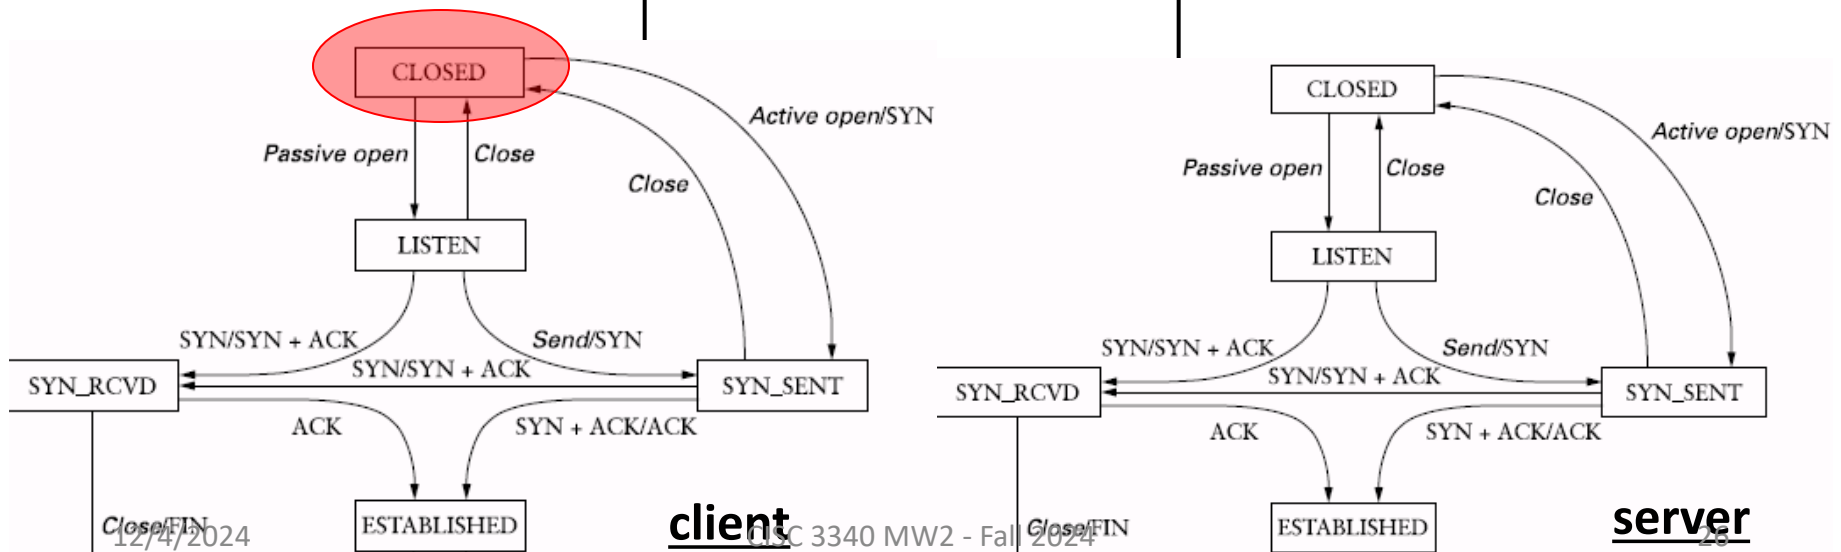 CLOSED
Active open/SYN
Passive open
Close
Close
LISTEN
SYN/SYN + ACK
Send/SYN
SYN/SYN + ACK
SYN_RCVD
SYN_SENT
ACK
SYN + ACK/ACK
Close/FIN
ESTABLISHED
client
CLOSED
Active open/SYN
Passive open
Close
Close
LISTEN
SYN/SYN + ACK
Send/SYN
SYN/SYN + ACK
SYN_RCVD
SYN_SENT
ACK
SYN + ACK/ACK
Close/FIN
ESTABLISHED
server
12/4/2024
CISC 3340 MW2 - Fall 2024
26